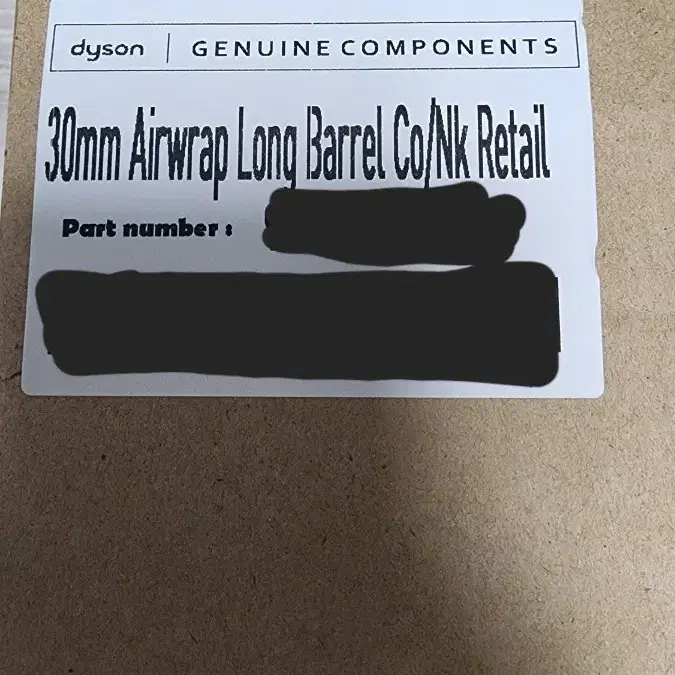 dyson | GENUINE COMPONENTS
30mm Airwrap Long Barrel Co/Nk Retail
Part number :